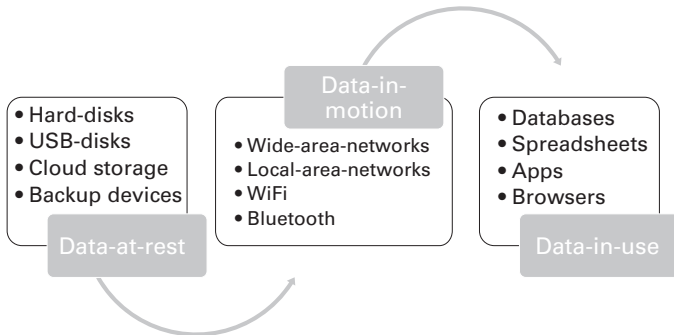 • Hard-disks
• USB-disks
• Cloud storage
• Backup devices
Data-at-rest
Data-in-
motion
• Wide-area-networks
• Local-area-networks
• WiFi
• Bluetooth
• Databases
• Spreadsheets
• Apps
• Browsers
Data-in-use